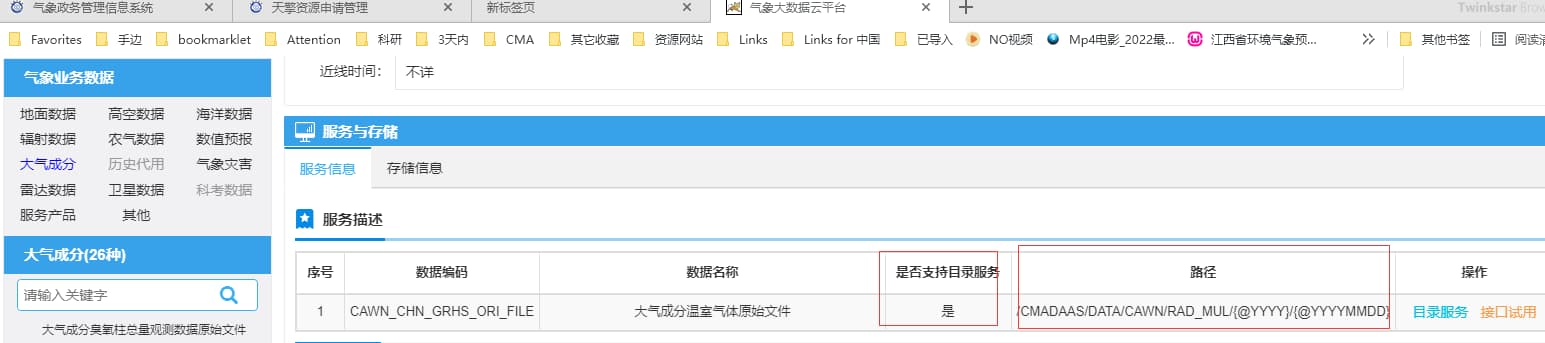 气象政务管理信息系统 × 天擎资源申请管理 × 新标签页 × 气象大数据云平台 × + Twinkstar Brow
Favorites 手边 bookmarklet Attention 科研 3天内 CMA 其它收藏 资源网站 Links Links for 中国 已导入 NO视频 Mp4电影_2022最... 江西省环境气象预... 其他书签 阅读清
近线时间： 不详
气象业务数据
地面数据 高空数据 海洋数据
辐射数据 农气数据 数值预报
大气成分 历史代用 气象灾害
雷达数据 卫星数据 科考数据
服务产品 其他
大气成分(26种)
请输入关键字
大气成分臭氧柱总量观测数据原始文件
服务与存储
服务信息 存储信息
服务描述
序号 数据编码 数据名称 是否支持目录服务 路径 操作
1 CAWN_CHN_GRHS_ORI_FILE 大气成分温室气体原始文件 是 /CMADAAS/DATA/CAWN/RAD_MUL/{@YYYY}/{@YYYYMMDD} 目录服务 接口试用